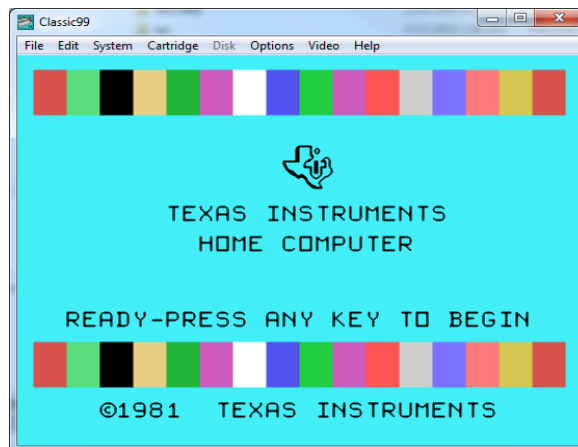 Classic99
File Edit System Cartridge Disk Options Video Help
TEXAS INSTRUMENTS
HOME COMPUTER
READY-PRESS ANY KEY TO BEGIN
©1981 TEXAS INSTRUMENTS